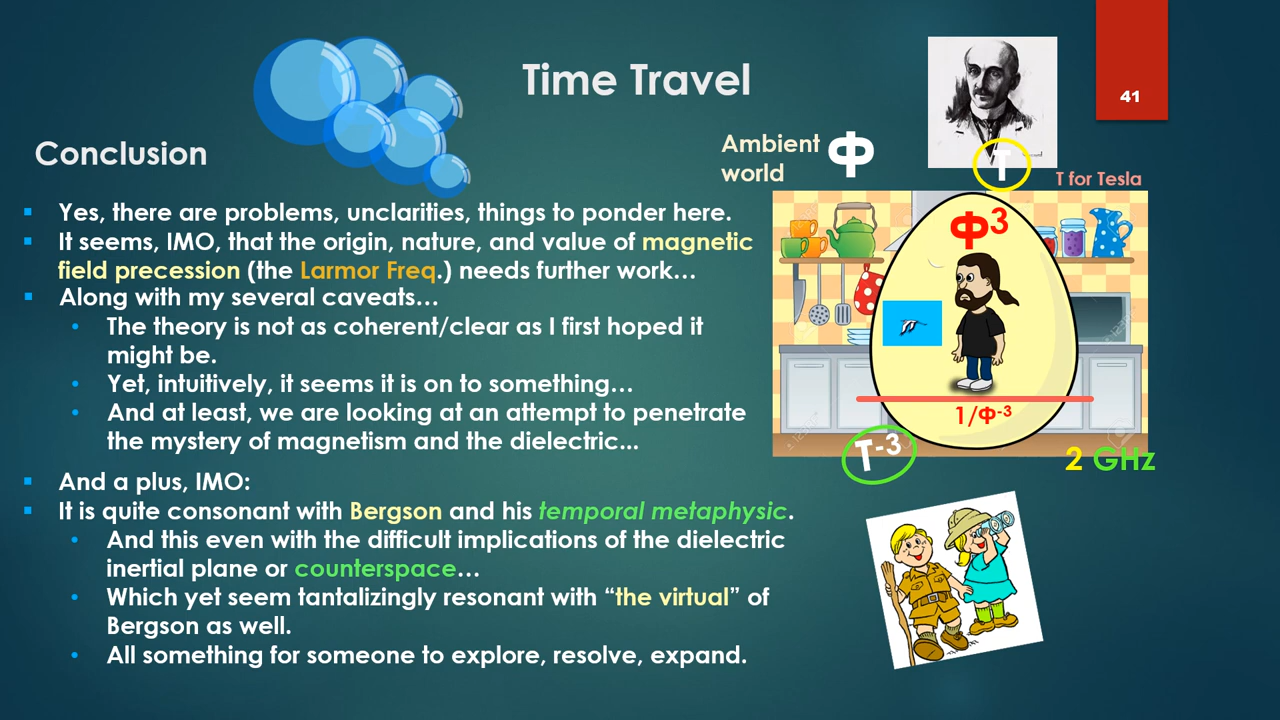 Time Travel
41
Conclusion
Ambient
world
Φ
T
T for Tesla
Yes, there are problems, unclarities, things to ponder here.
It seems, IMO, that the origin, nature, and value of magnetic
field precession (the Larmor Freq.) needs further work…
Along with my several caveats…
The theory is not as coherent/clear as I first hoped it
might be.
Yet, intuitively, it seems it is on to something…
And at least, we are looking at an attempt to penetrate
the mystery of magnetism and the dielectric...
And a plus, IMO:
It is quite consonant with Bergson and his temporal metaphysic.
And this even with the difficult implications of the dielectric
inertial plane or counterspace…
Which yet seem tantalizingly resonant with “the virtual” of
Bergson as well.
All something for someone to explore, resolve, expand.
Φ³
1/Φ⁻³
T⁻³
2 GHz